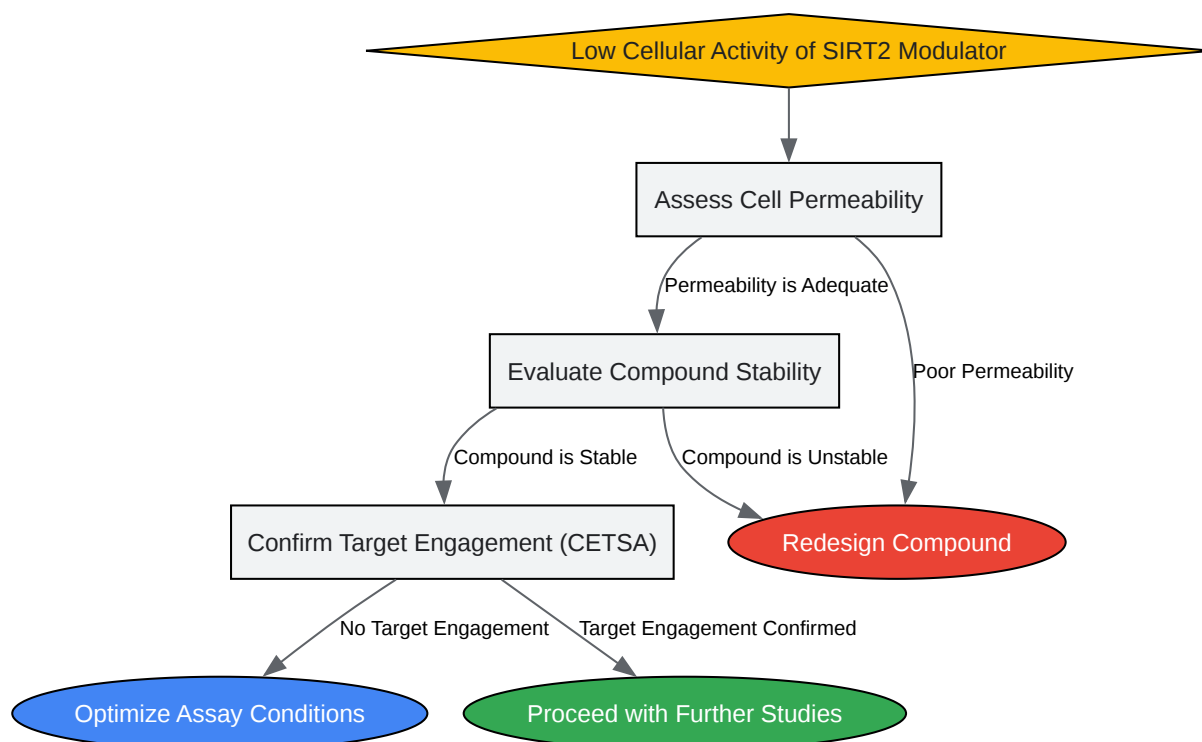 Low Cellular Activity of SIRT2 Modulator
Assess Cell Permeability
Permeability is Adequate
Evaluate Compound Stability
Poor Permeability
Compound is Stable
Compound is Unstable
Confirm Target Engagement (CETSA)
Redesign Compound
No Target Engagement
Target Engagement Confirmed
Optimize Assay Conditions
Proceed with Further Studies